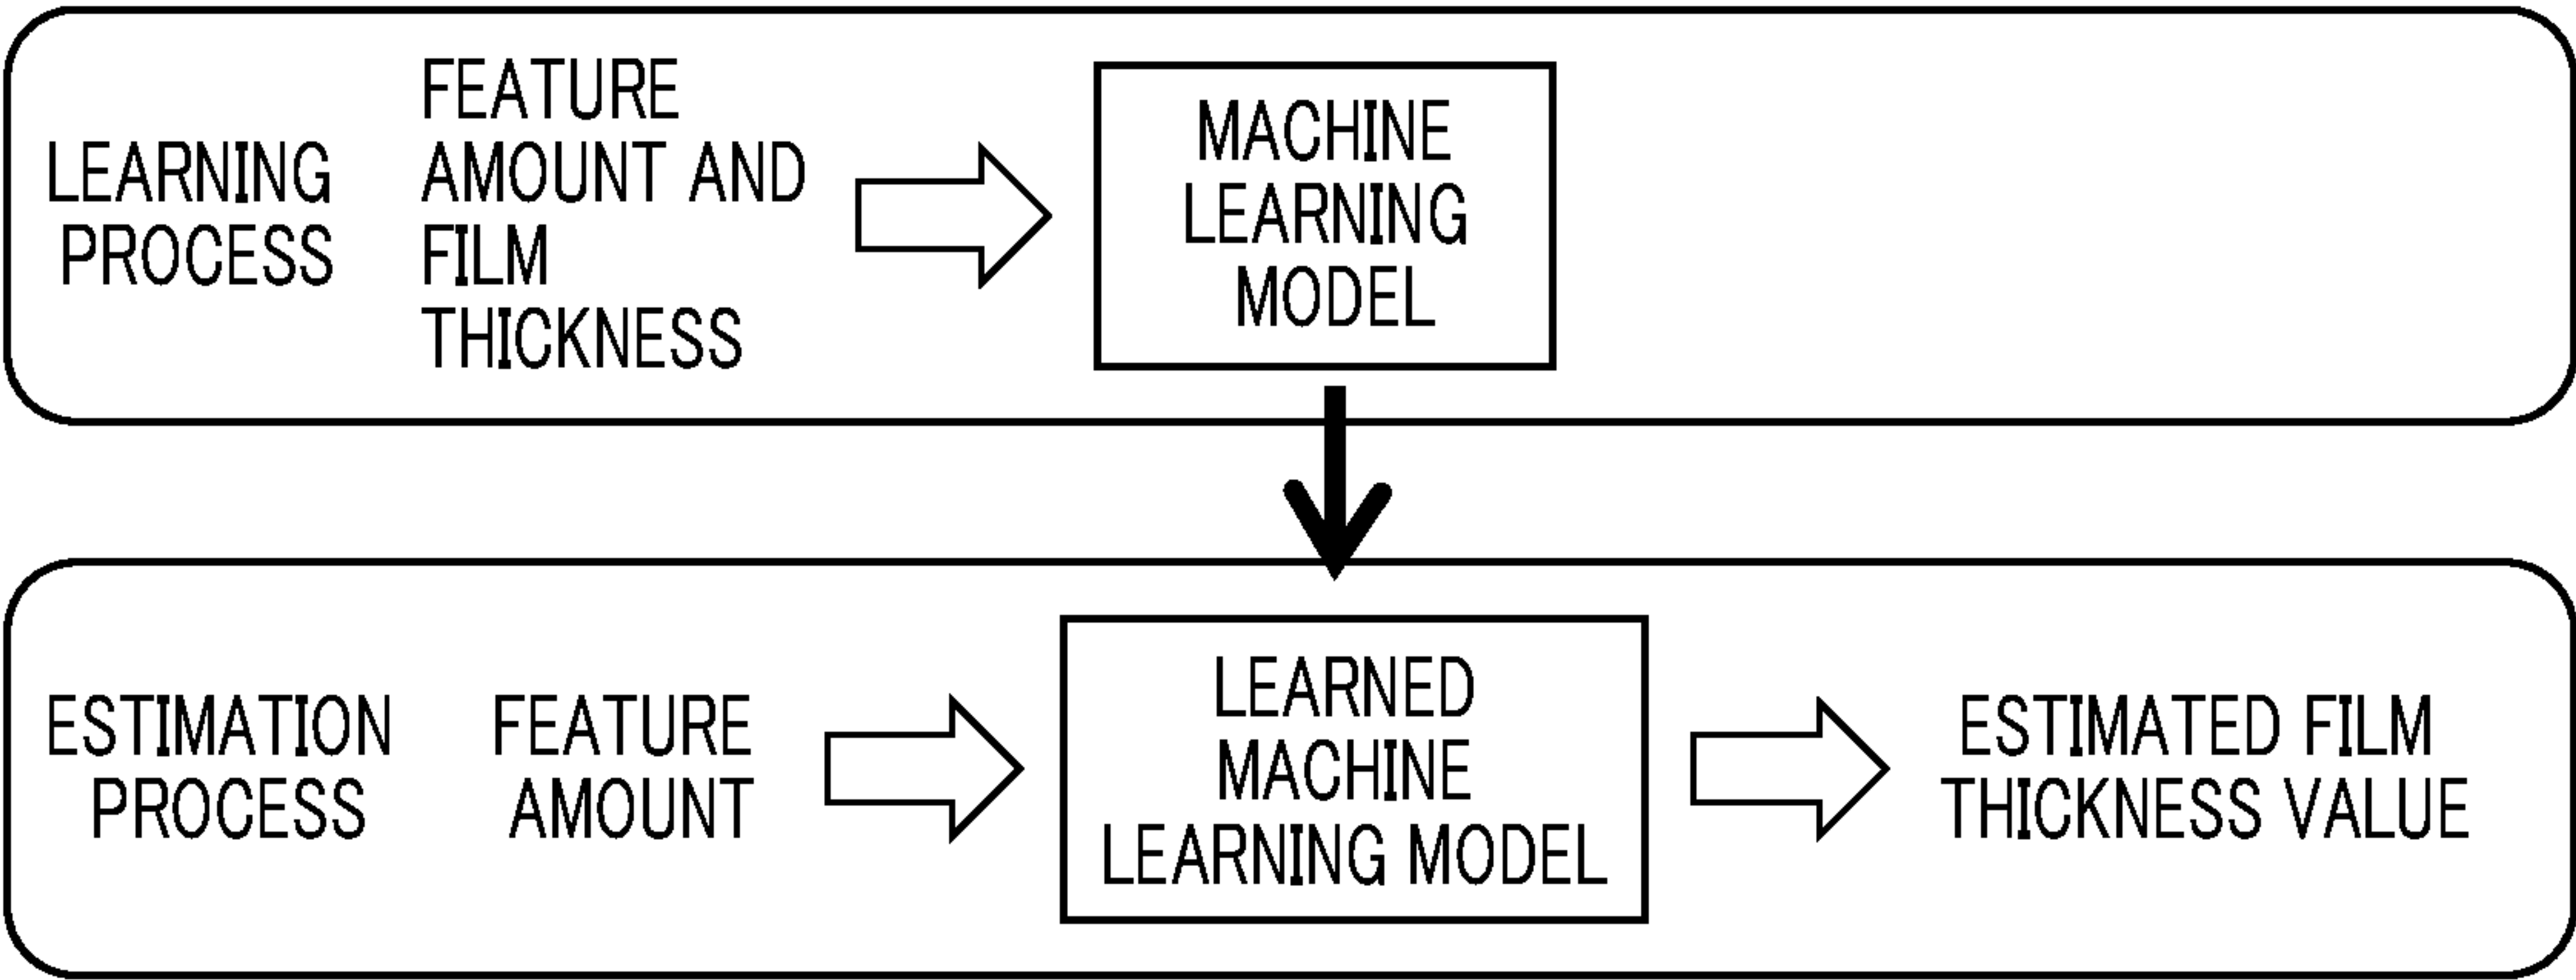 LEARNING
PROCESS
FEATURE
AMOUNT AND
FILM
THICKNESS
MACHINE
LEARNING
MODEL
ESTIMATION
PROCESS
FEATURE
AMOUNT
LEARNED
MACHINE
LEARNING MODEL
ESTIMATED FILM
THICKNESS VALUE